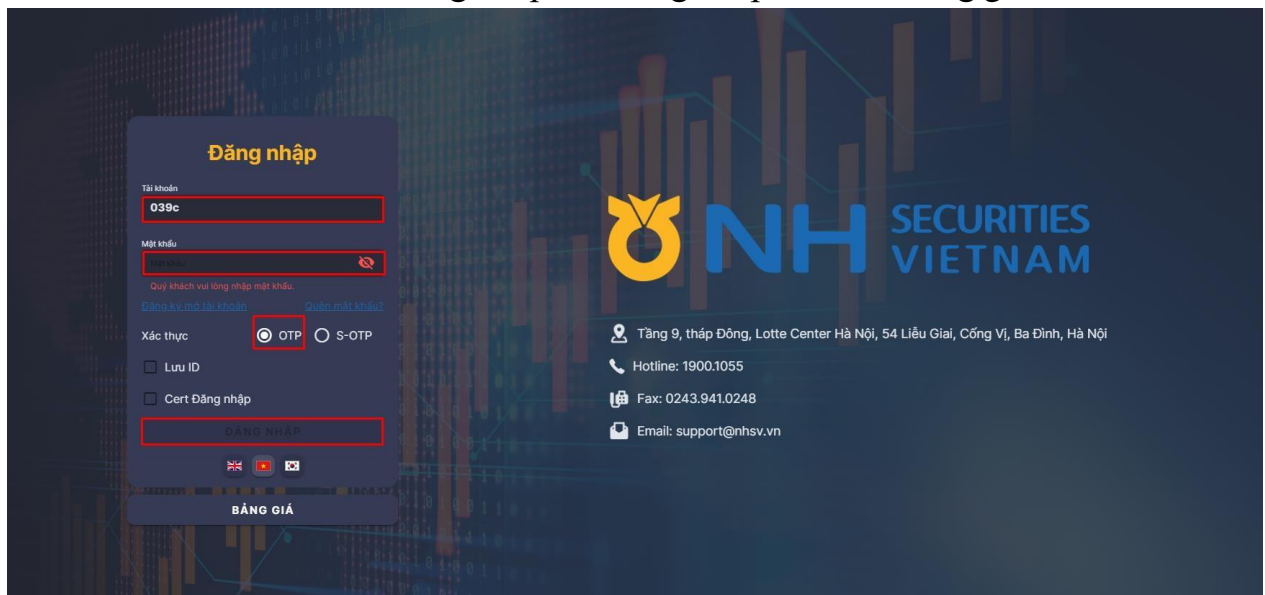 Đăng nhập
Tài khoản
039c
Mật khẩu
Mật khẩu
Quý khách vui lòng nhập mật khẩu.
Đăng ký mở tài khoản Quên mật khẩu?
Xác thực OTP S-OTP
Lưu ID
Cert Đăng nhập
ĐĂNG NHẬP
BẢNG GIÁ
NH SECURITIES
VIETNAM
Tầng 9, tháp Đông, Lotte Center Hà Nội, 54 Liễu Giai, Cống Vị, Ba Đình, Hà Nội
Hotline: 1900.1055
Fax: 0243.941.0248
Email: support@nhsv.vn